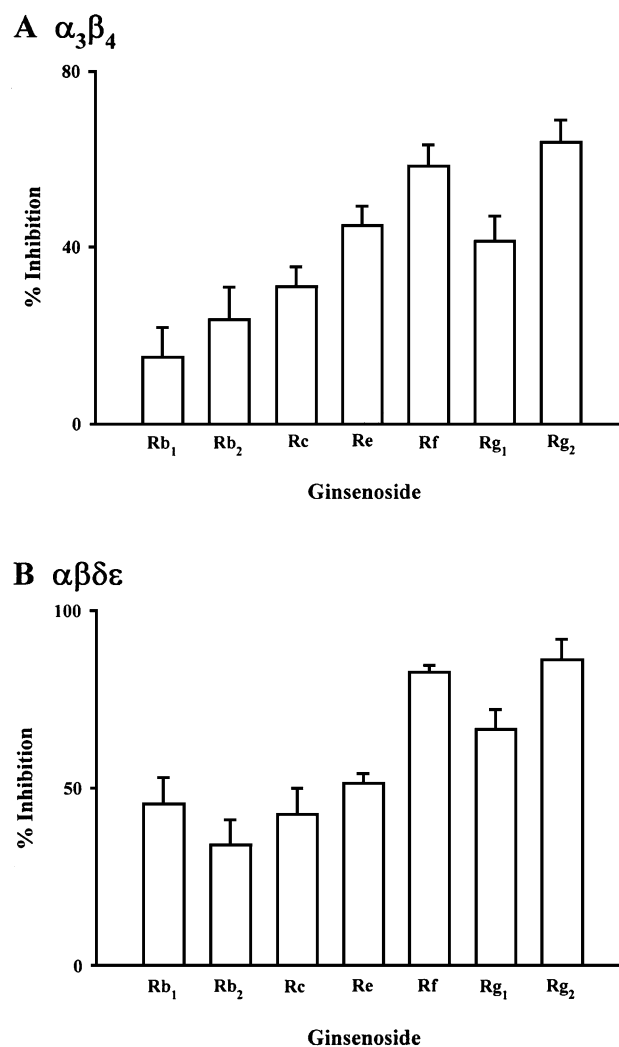 A α₃β₄
80
40
0
% Inhibition
Rb₁ Rb₂ Rc Re Rf Rg₁ Rg₂
Ginsenoside
B αβδε
100
50
0
% Inhibition
Rb₁ Rb₂ Rc Re Rf Rg₁ Rg₂
Ginsenoside